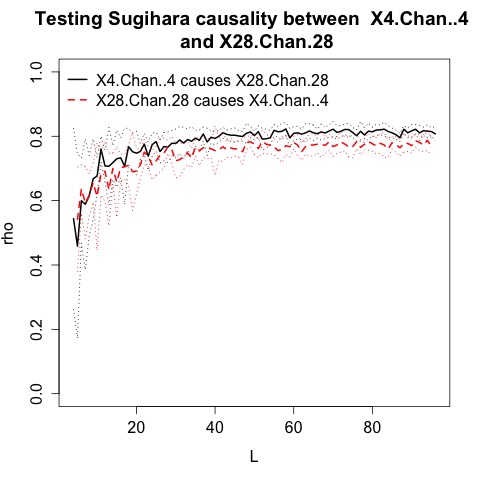 Testing Sugihara causality between  X4.Chan..4
and X28.Chan.28
X4.Chan..4 causes X28.Chan.28
X28.Chan.28 causes X4.Chan..4
1.0
0.8
0.6
0.4
0.2
0.0
rho
20 40 60 80
L